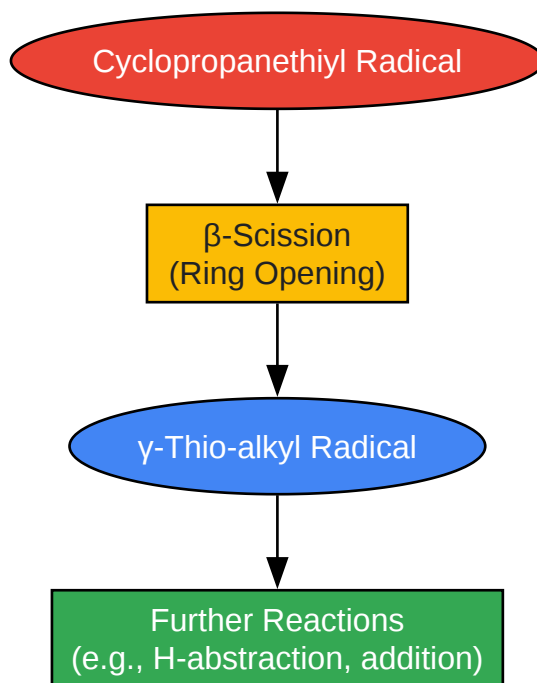 Cyclopropanethiyl Radical
β-Scission
(Ring Opening)
γ-Thio-alkyl Radical
Further Reactions
(e.g., H-abstraction, addition)